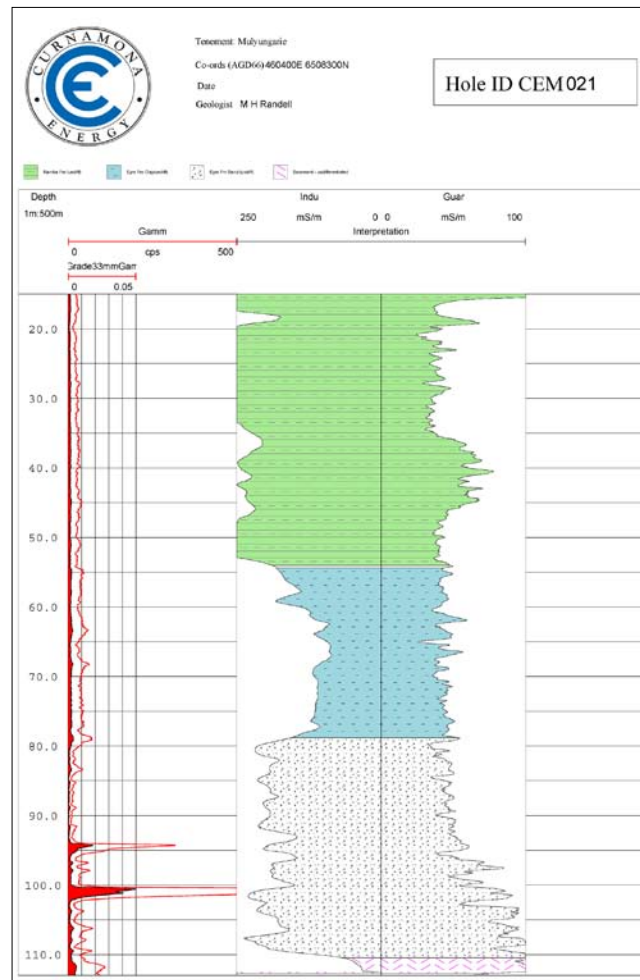 CURNAMONA
ENERGY
Tenement: Mulyungarie
Co-ords (AGD66) 460400E 6508300N
Date
Geologist M H Randell
Hole ID CEM021
Depth
1m:500m
Indu
Guar
250 mS/m 0 0 mS/m 100
Gamm
Interpretation
0 cps 500
Grade33mmGam
0 0.05
20.0
30.0
40.0
50.0
60.0
70.0
80.0
90.0
100.0
110.0